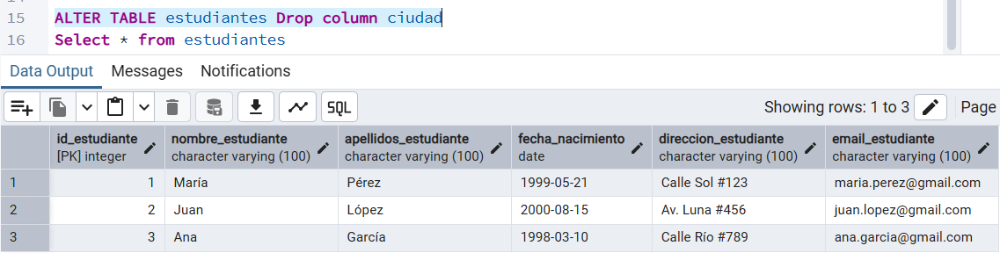 15 ALTER TABLE estudiantes Drop column ciudad
16 Select * from estudiantes
Data Output Messages Notifications
SQL Showing rows: 1 to 3 Page
id_estudiante nombre_estudiante apellidos_estudiante fecha_nacimiento direccion_estudiante email_estudiante
[PK] integer character varying (100) character varying (100) date character varying (100) character varying (100)
1 1 María Pérez 1999-05-21 Calle Sol #123 maria.perez@gmail.com
2 2 Juan López 2000-08-15 Av. Luna #456 juan.lopez@gmail.com
3 3 Ana García 1998-03-10 Calle Río #789 ana.garcia@gmail.com